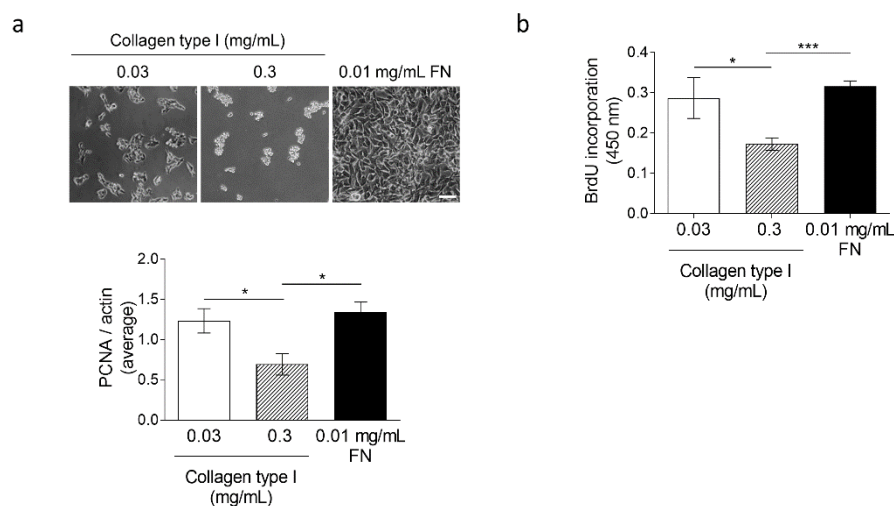 a
Collagen type I (mg/mL)
0.03 0.3 0.01 mg/mL FN
PCNA / actin
(average)
1.5
1.0
0.5
0.0
* *
0.03 0.3 0.01 mg/mL
FN
Collagen type I
(mg/mL)
b
BrdU incorporation
(450 nm)
0.4
0.3
0.2
0.1
0.0
* ***
0.03 0.3 0.01 mg/mL
FN
Collagen type I
(mg/mL)